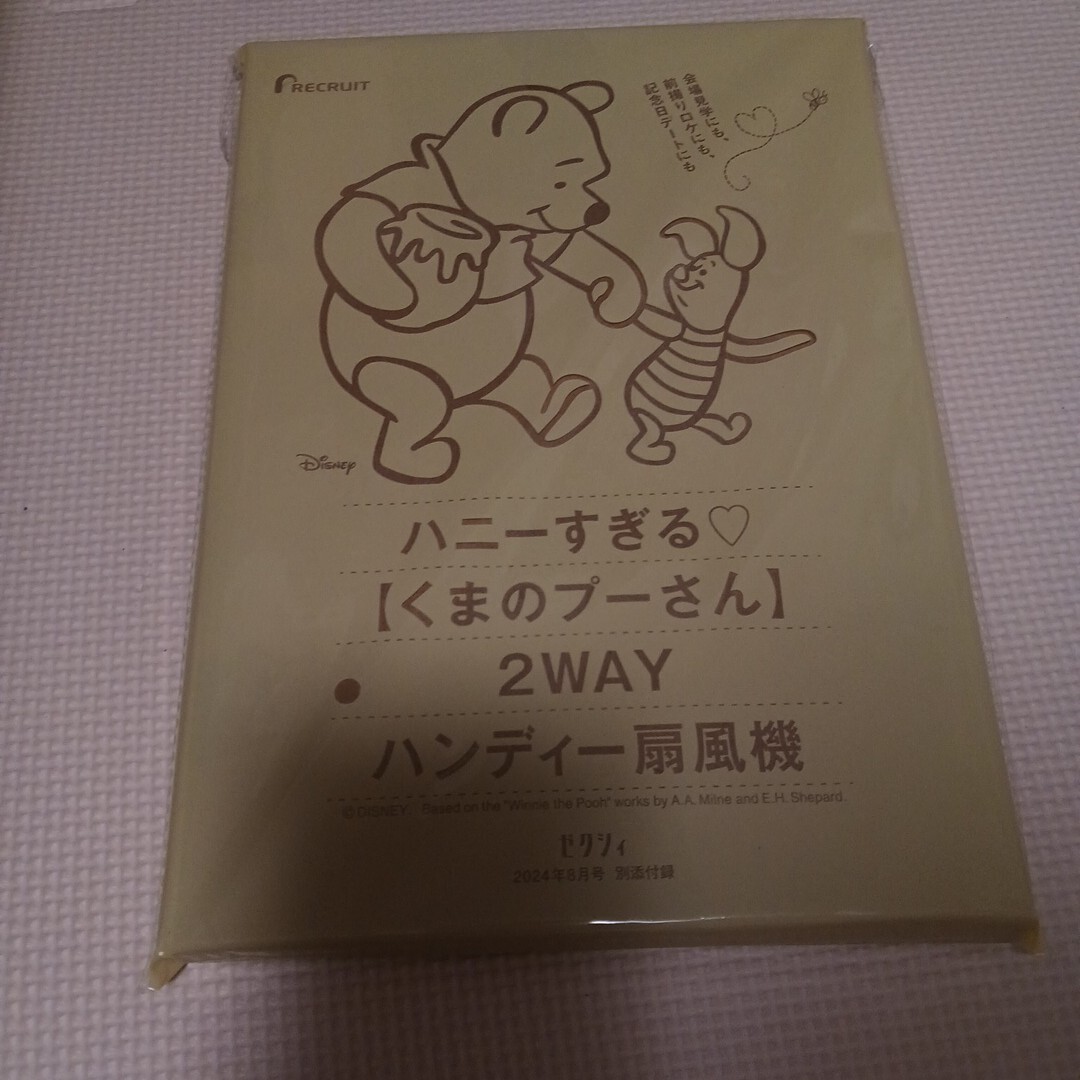 RECRUIT
会場見学にも、
前撮りロケにも、
記念日デートにも
Disney
ハニーすぎる♡
【くまのプーさん】
2WAY
ハンディー扇風機
© DISNEY. Based on the "Winnie the Pooh" works by A.A. Milne and E.H. Shepard.
ゼクシィ
2024年8月号 別添付録